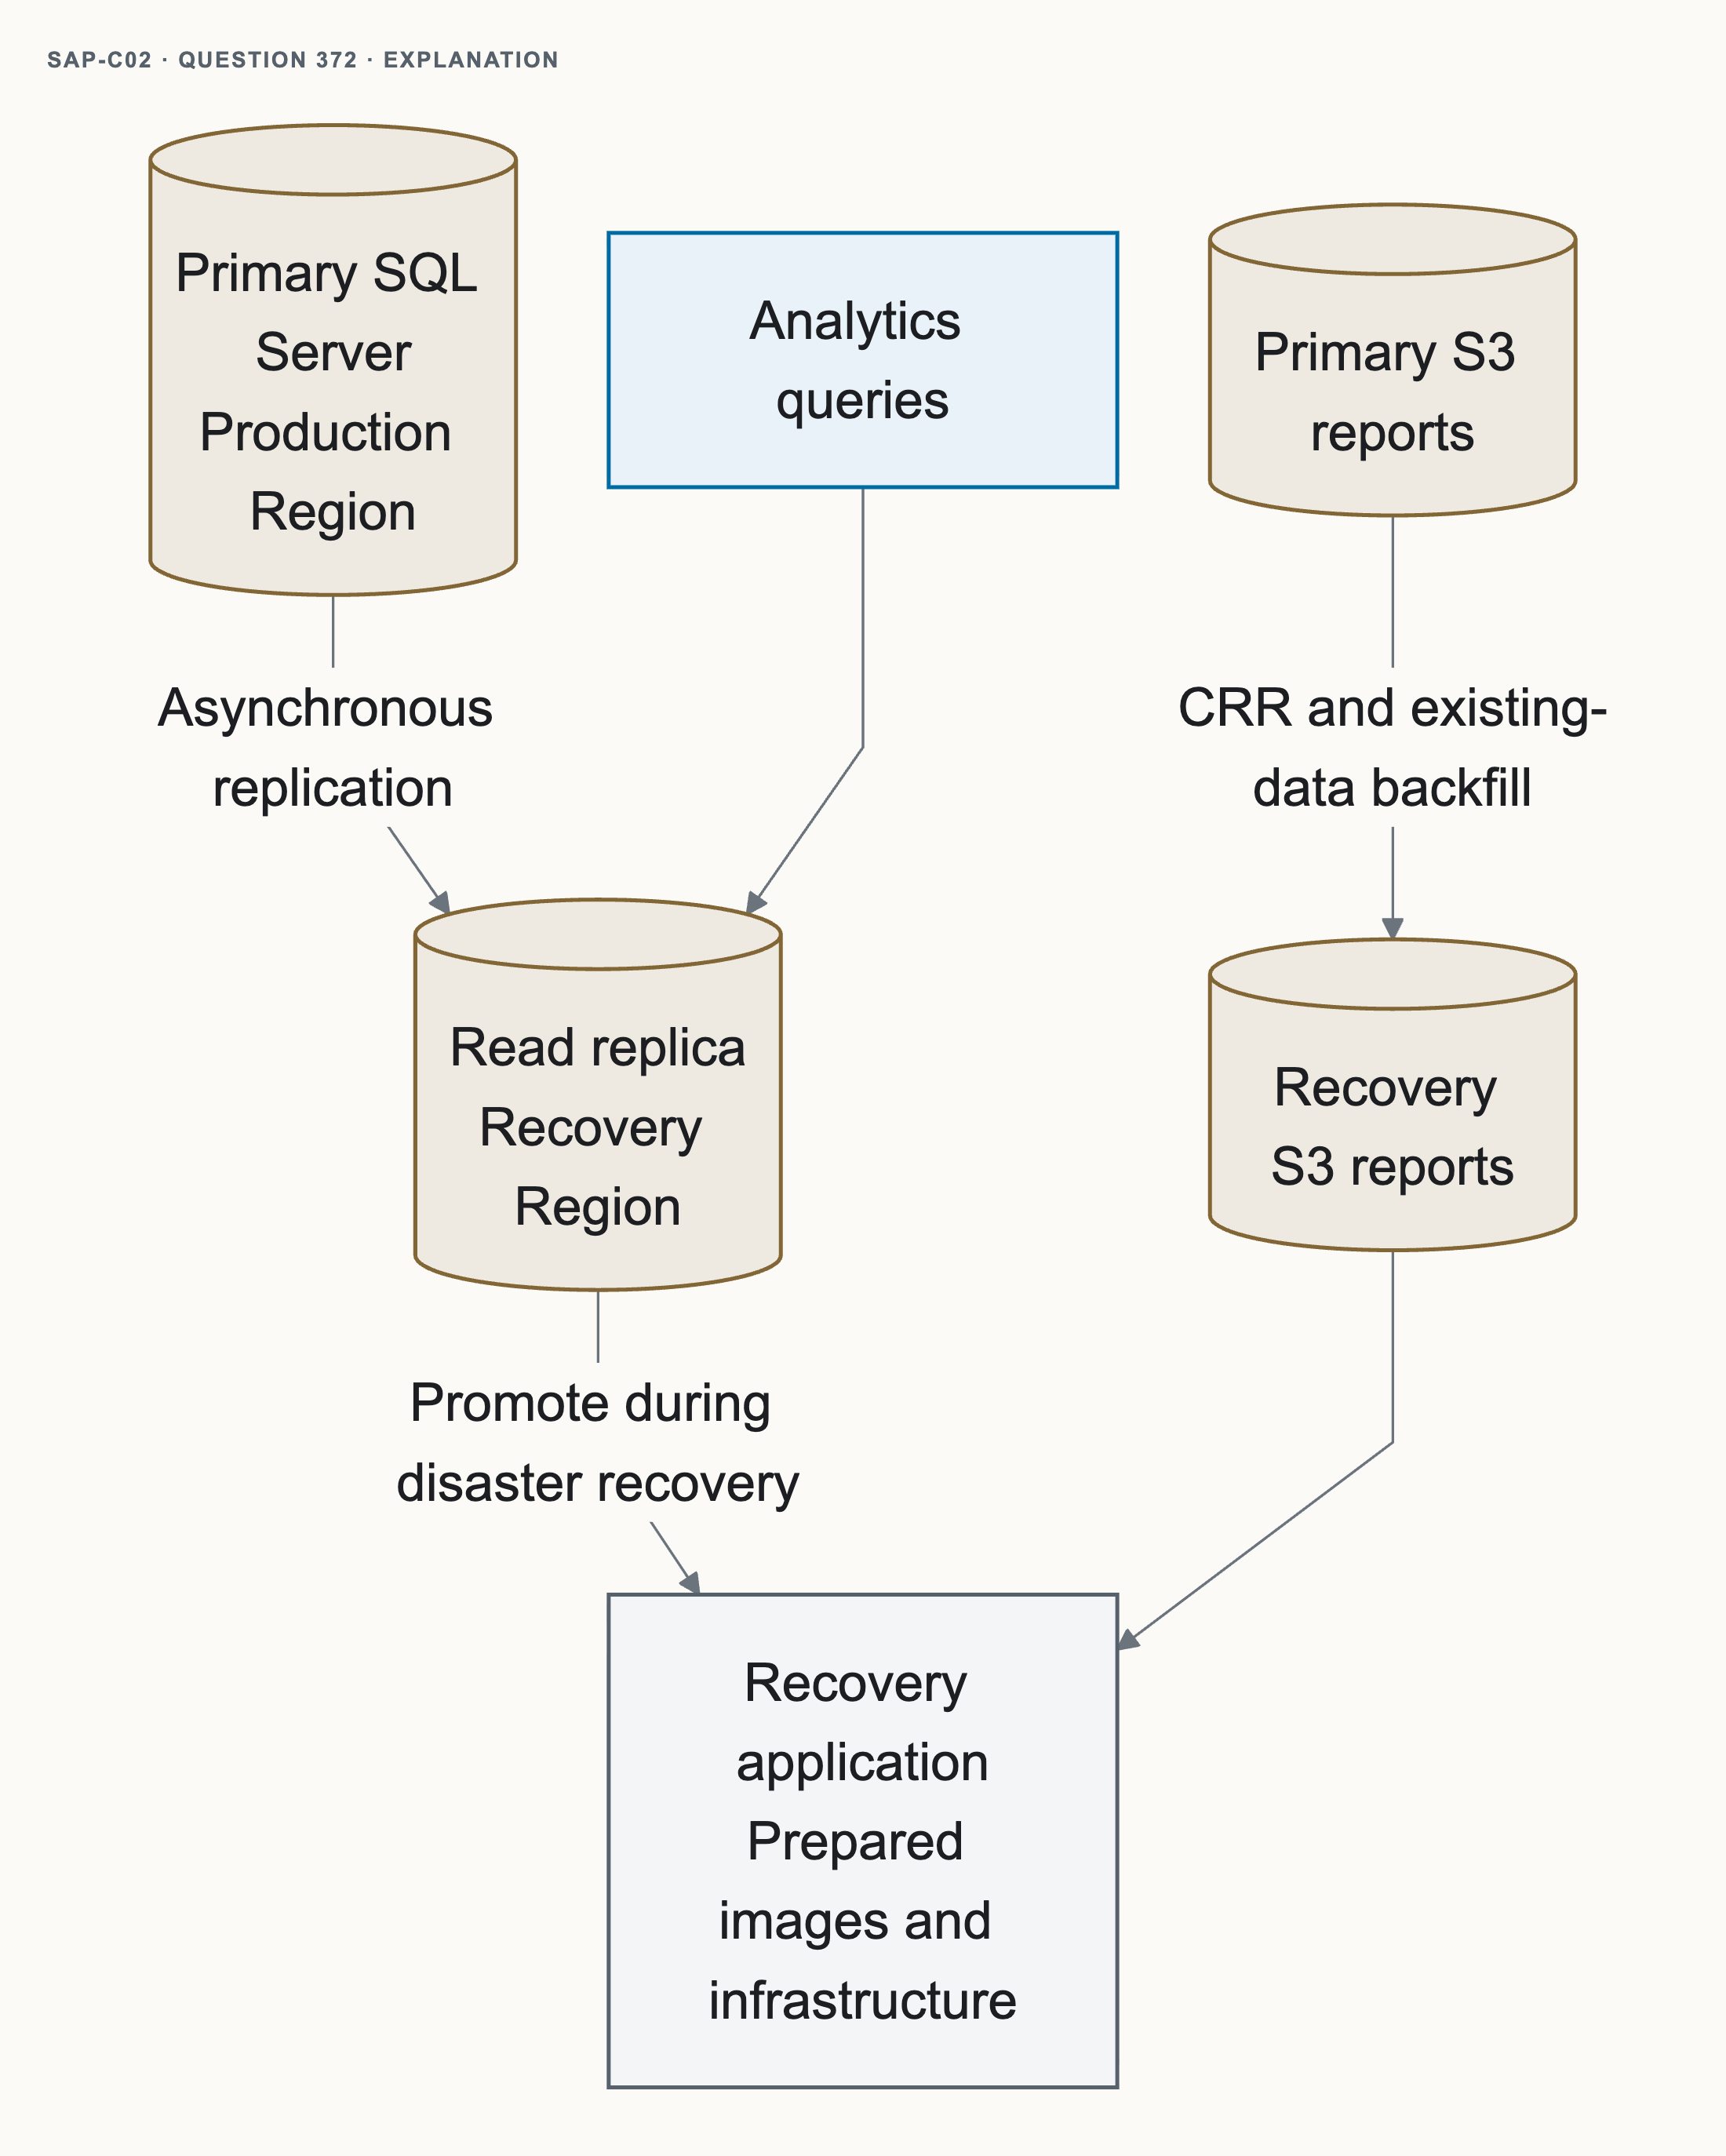 SAP-C02 · QUESTION 372 · EXPLANATION
Primary SQL
Server
Production
Region
Analytics
queries
Primary S3
reports
Asynchronous
replication
CRR and existing-
data backfill
Read replica
Recovery
Region
Recovery
S3 reports
Promote during
disaster recovery
Recovery
application
Prepared
images and
infrastructure